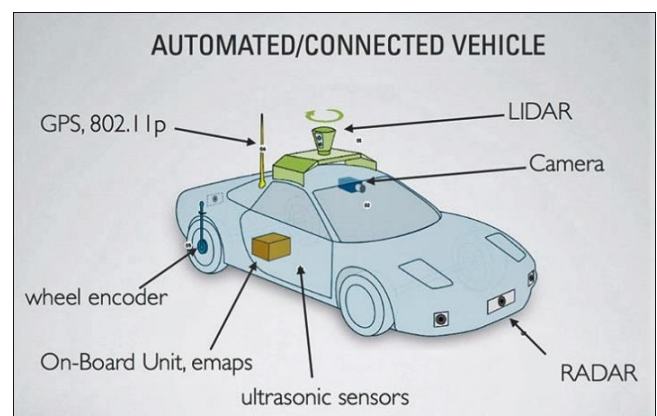 AUTOMATED/CONNECTED VEHICLE
GPS, 802.11p
LIDAR
Camera
wheel encoder
On-Board Unit, emaps
ultrasonic sensors
RADAR